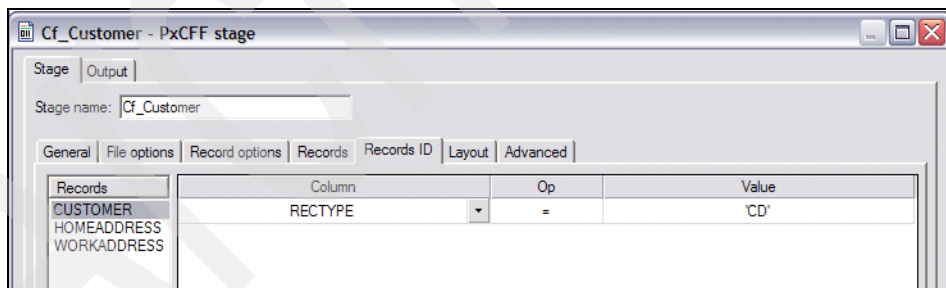 Cf_Customer - PxCFF stage
Stage Output
Stage name: Cf_Customer
General File options Record options Records Records ID Layout Advanced
Records Column Op Value
CUSTOMER RECTYPE = 'CD'
HOMEADDRESS
WORKADDRESS